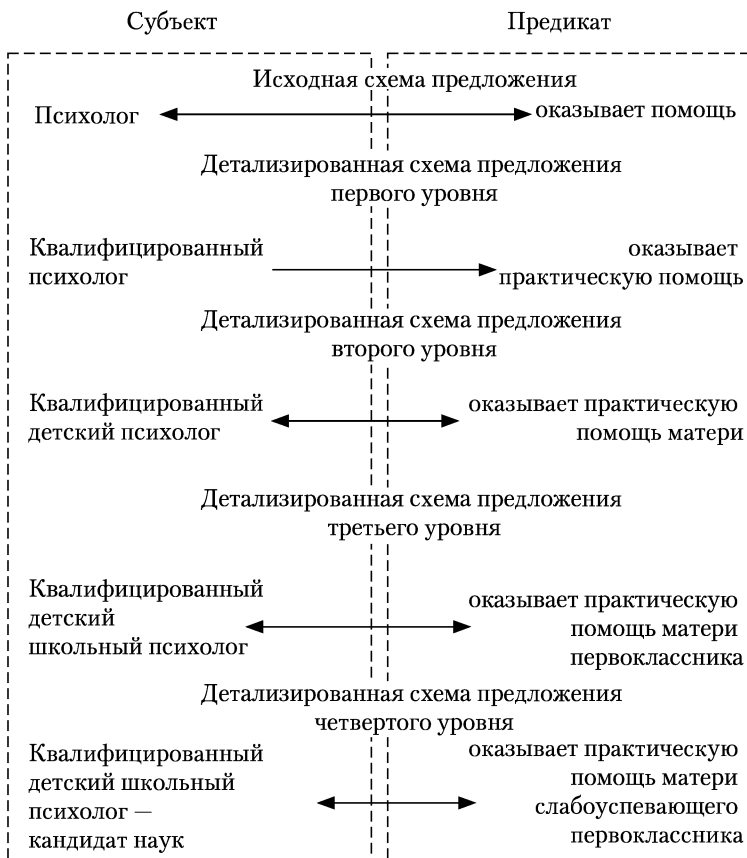 Субъект
Предикат
Исходная схема предложения
Психолог
оказывает помощь
Детализированная схема предложения
первого уровня
Квалифицированный
психолог
оказывает
практическую помощь
Детализированная схема предложения
второго уровня
Квалифицированный
детский психолог
оказывает практическую
помощь матери
Детализированная схема предложения
третьего уровня
Квалифицированный
детский
школьный психолог
оказывает практическую
помощь матери
первоклассника
Детализированная схема предложения
четвертого уровня
Квалифицированный
детский школьный
психолог —
кандидат наук
оказывает практическую
помощь матери
слабоуспевающего
первоклассника